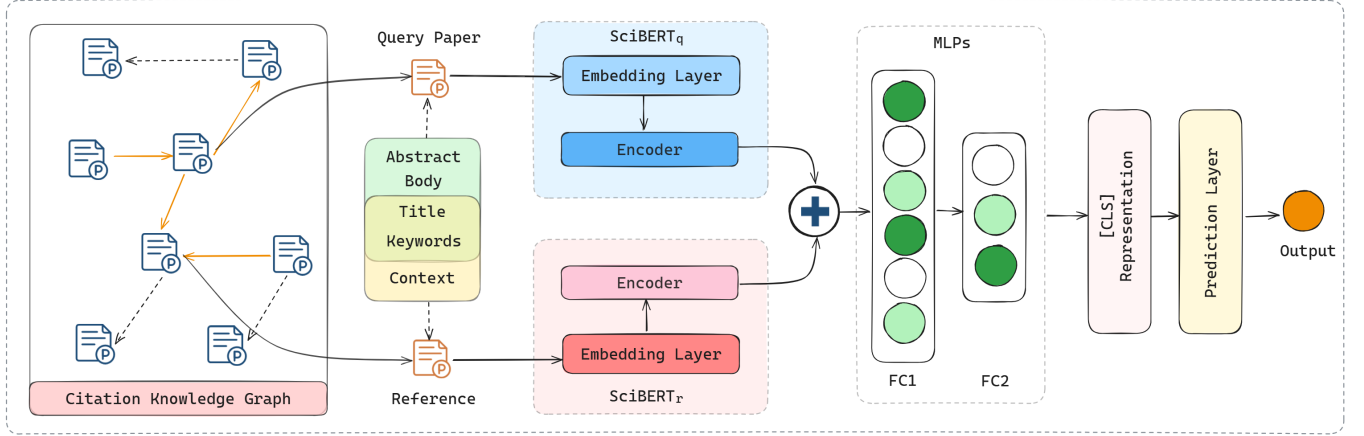 P
P
P
P
P
P
P
P
Citation Knowledge Graph
Query Paper
P
Abstract
Body
Title
Keywords
Context
P
Reference
SciBERTq
Embedding Layer
Encoder
Encoder
Embedding Layer
SciBERTr
MLPs
FC1
FC2
[CLS]
Representation
Prediction Layer
Output